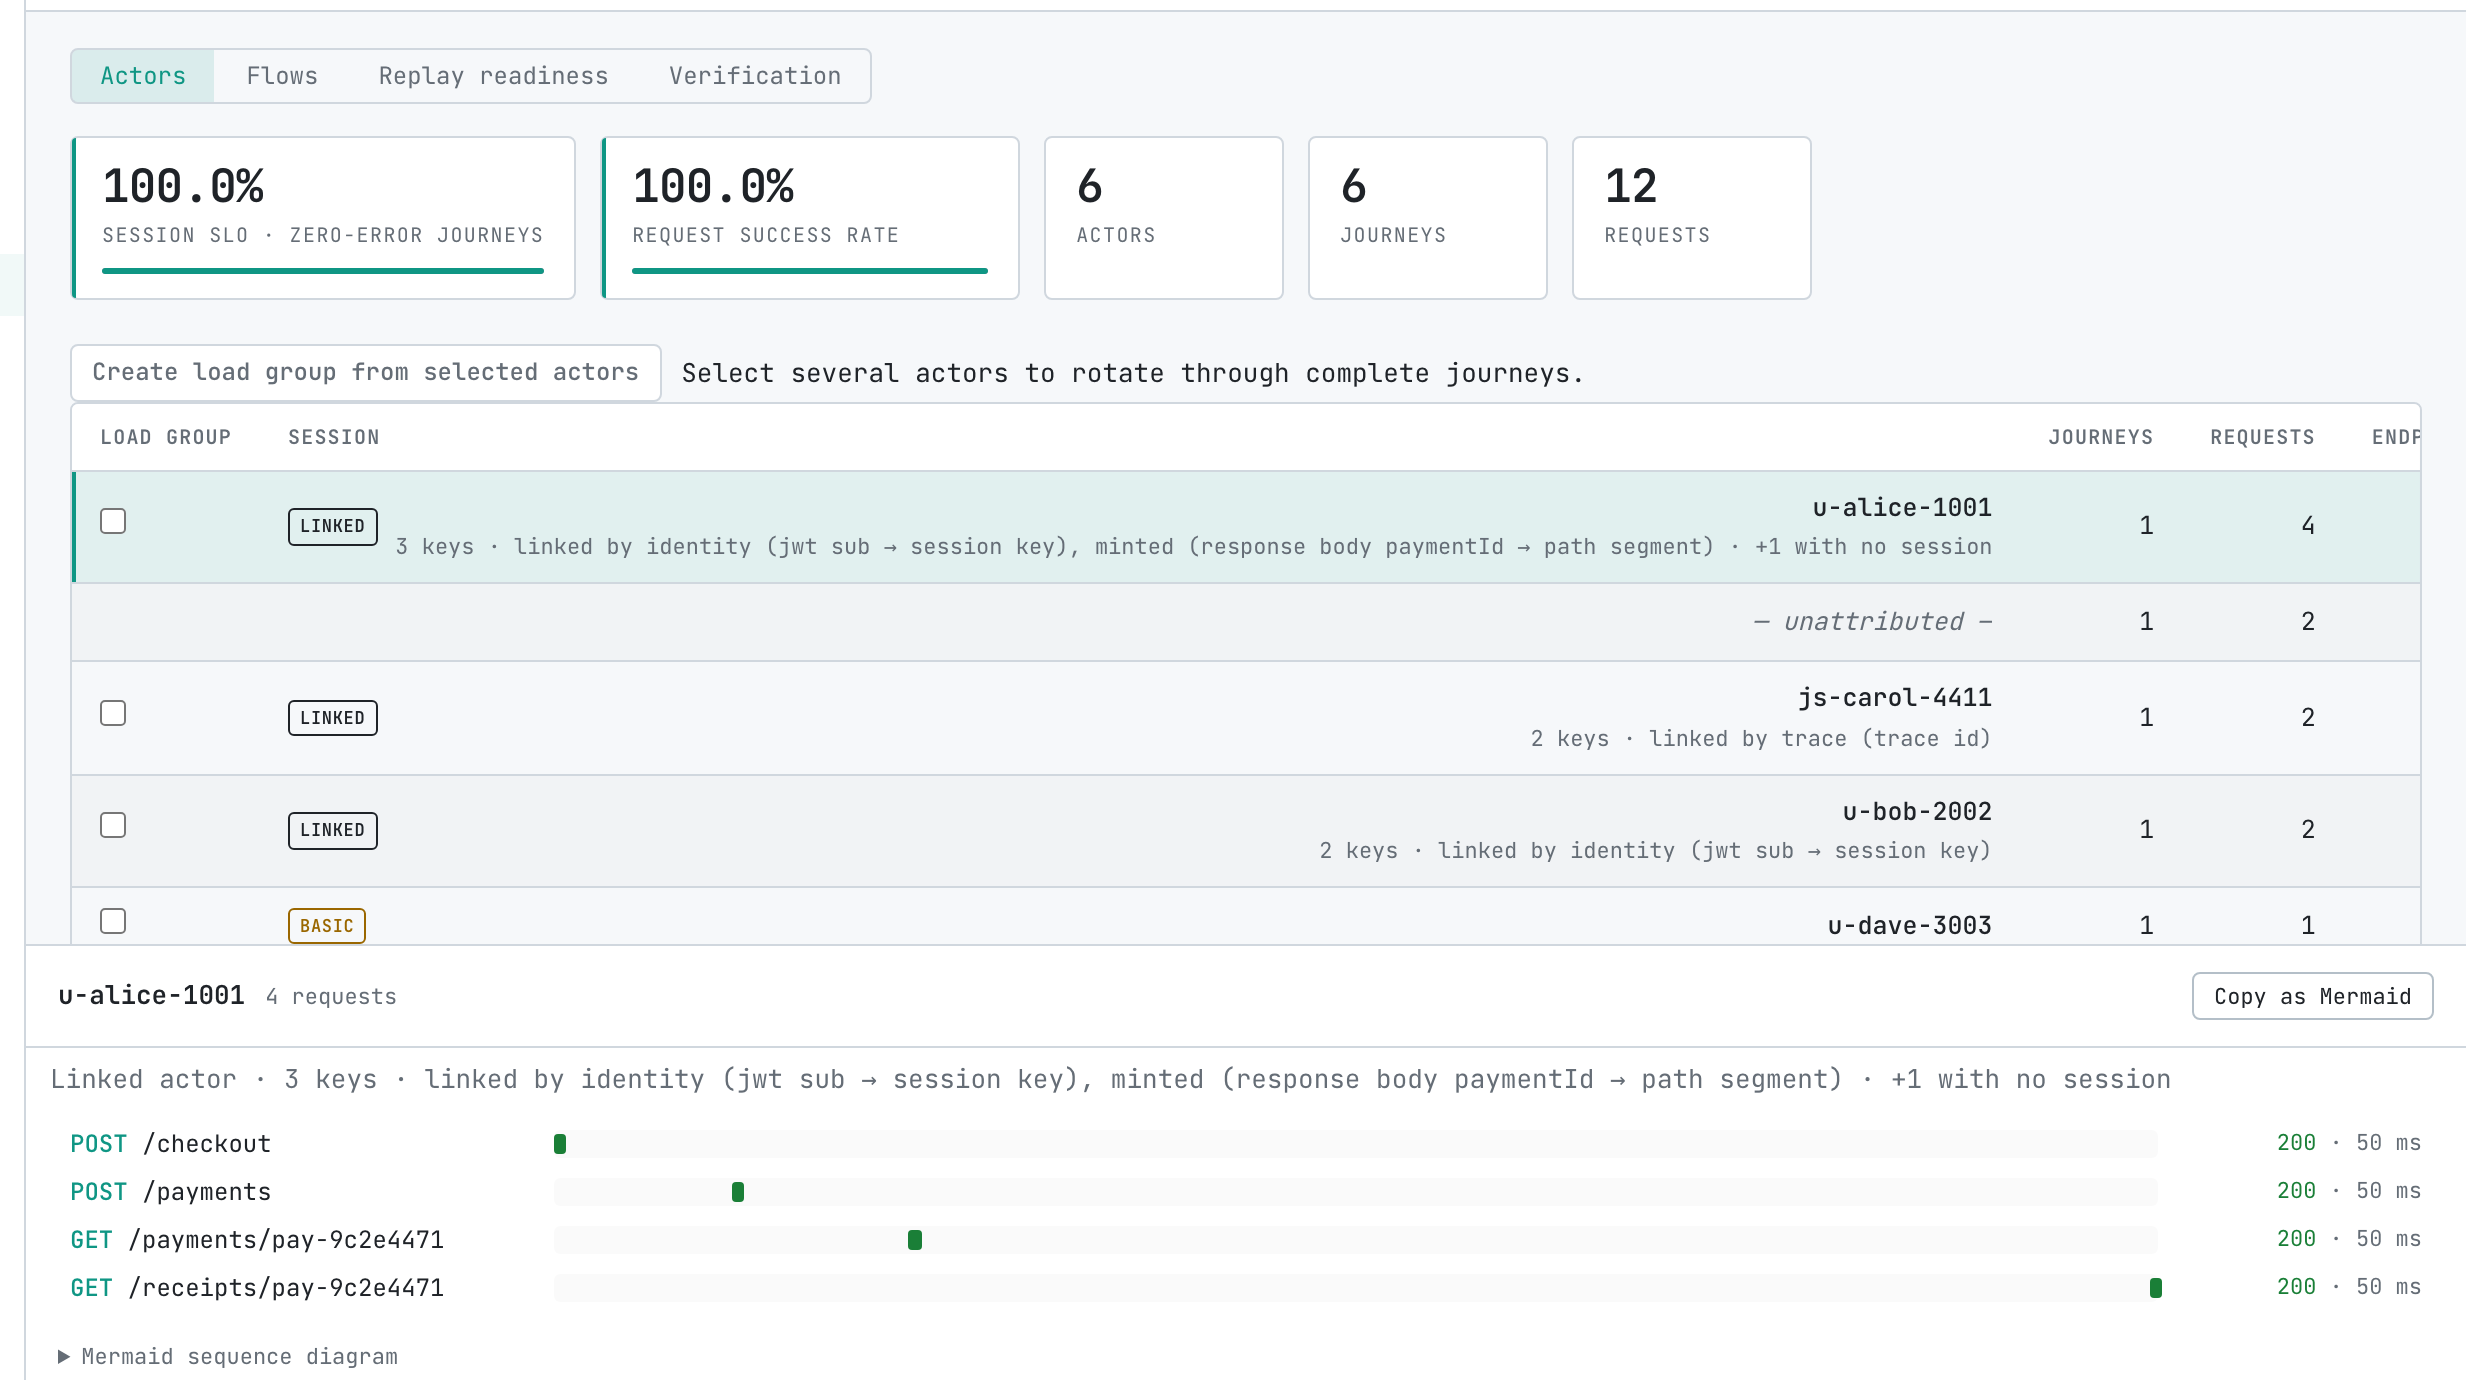 Actors Flows Replay readiness Verification
100.0%
SESSION SLO · ZERO-ERROR JOURNEYS
100.0%
REQUEST SUCCESS RATE
6
ACTORS
6
JOURNEYS
12
REQUESTS
Create load group from selected actors Select several actors to rotate through complete journeys.
LOAD GROUP SESSION JOURNEYS REQUESTS ENDP
LINKED u-alice-1001 1 4
3 keys · linked by identity (jwt sub → session key), minted (response body paymentId → path segment) · +1 with no session
— unattributed — 1 2
LINKED js-carol-4411 1 2
2 keys · linked by trace (trace id)
LINKED u-bob-2002 1 2
2 keys · linked by identity (jwt sub → session key)
BASIC u-dave-3003 1 1
u-alice-1001 4 requests Copy as Mermaid
Linked actor · 3 keys · linked by identity (jwt sub → session key), minted (response body paymentId → path segment) · +1 with no session
POST /checkout 200 · 50 ms
POST /payments 200 · 50 ms
GET /payments/pay-9c2e4471 200 · 50 ms
GET /receipts/pay-9c2e4471 200 · 50 ms
▶ Mermaid sequence diagram